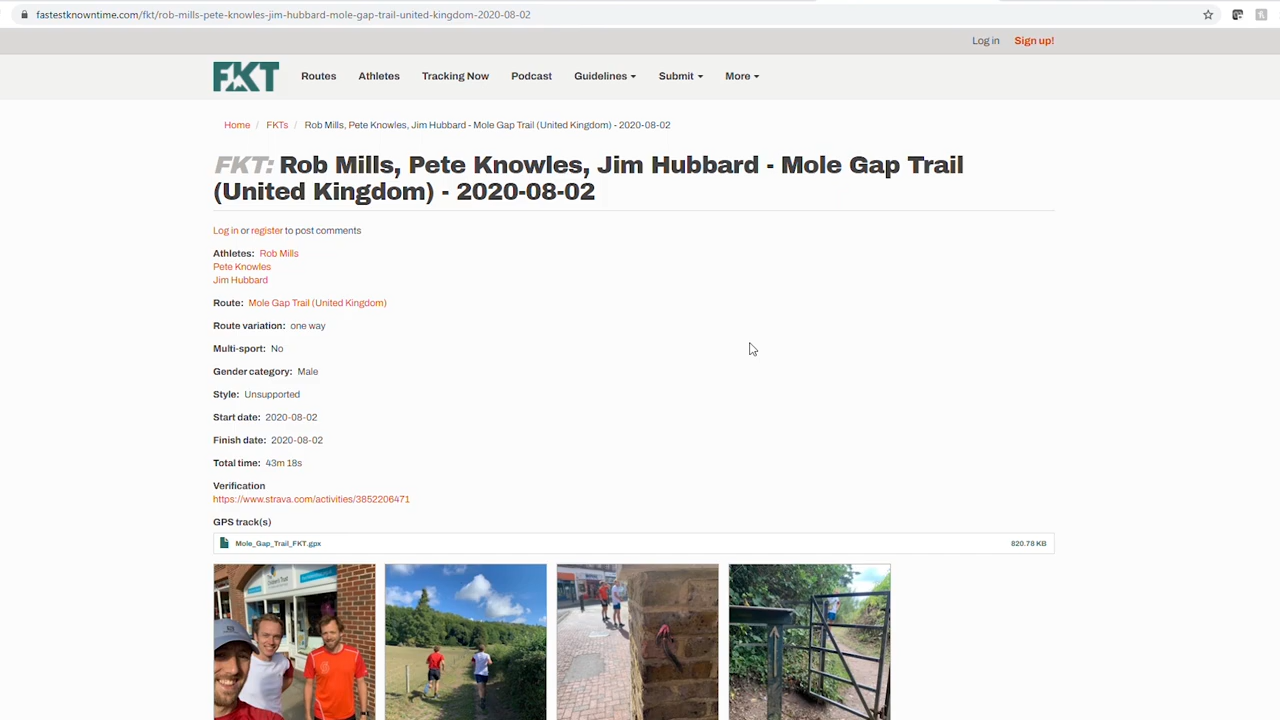 fastestknowntime.com/fkt/rob-mills-pete-knowles-jim-hubbard-mole-gap-trail-united-kingdom-2020-08-02
Log in Sign up!
FKT Routes Athletes Tracking Now Podcast Guidelines Submit More
Home / FKTs / Rob Mills, Pete Knowles, Jim Hubbard - Mole Gap Trail (United Kingdom) - 2020-08-02
FKT: Rob Mills, Pete Knowles, Jim Hubbard - Mole Gap Trail
(United Kingdom) - 2020-08-02
Log in or register to post comments
Athletes: Rob Mills
Pete Knowles
Jim Hubbard
Route: Mole Gap Trail (United Kingdom)
Route variation: one way
Multi-sport: No
Gender category: Male
Style: Unsupported
Start date: 2020-08-02
Finish date: 2020-08-02
Total time: 43m 18s
Verification
https://www.strava.com/activities/3852206471
GPS track(s)
Mole_Gap_Trail_FKT.gpx 820.78 KB